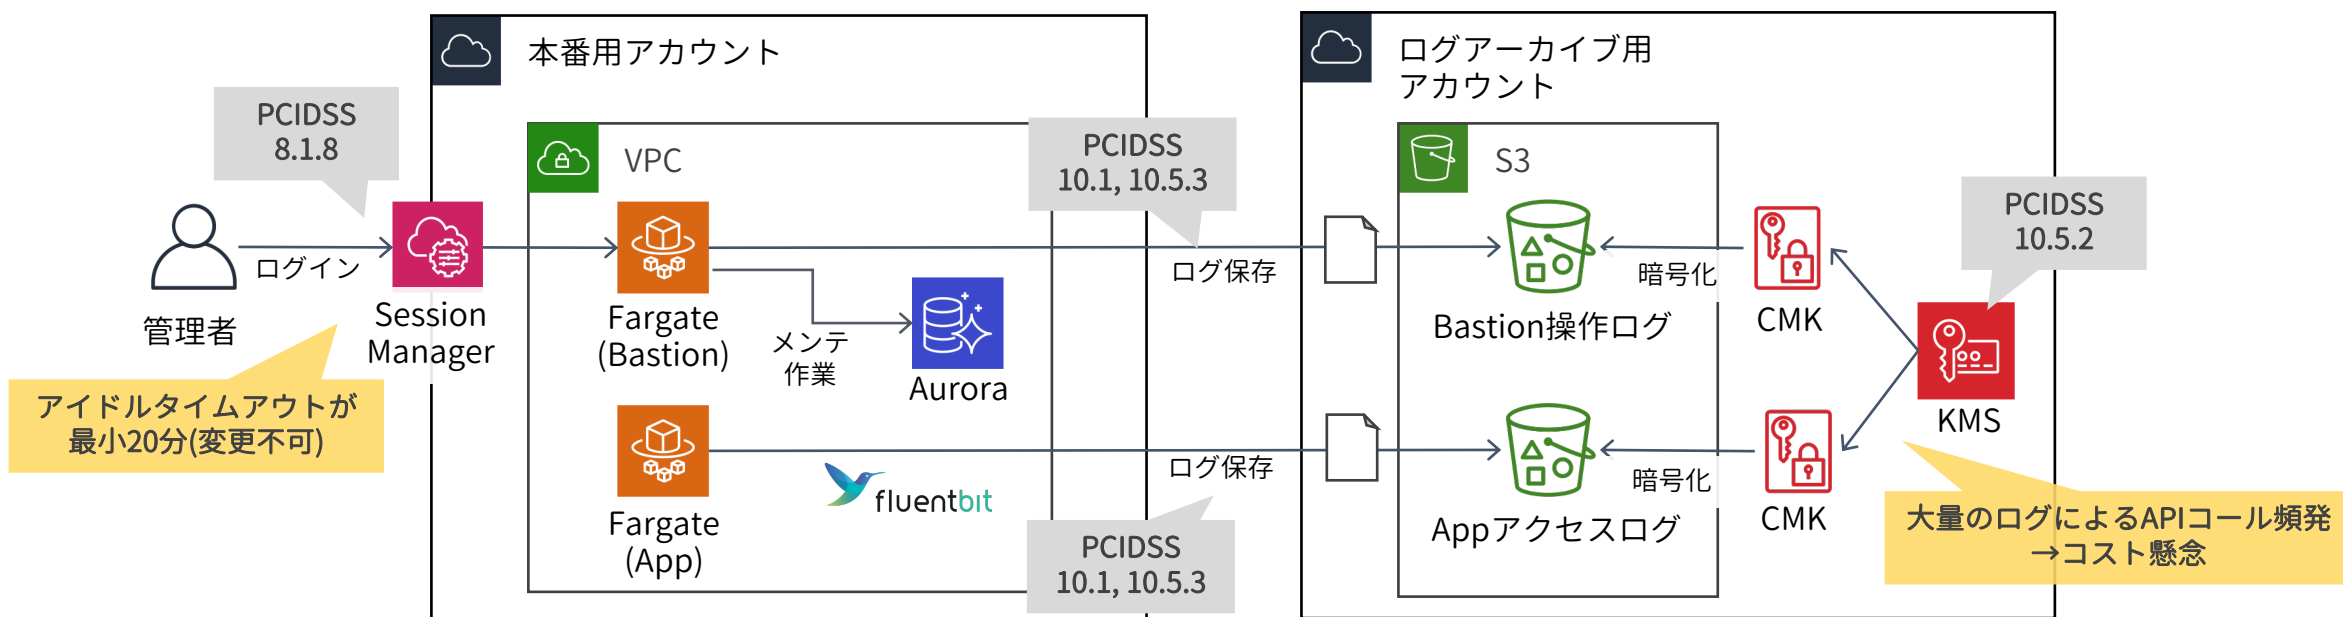 本番用アカウント
ログアーカイブ用
アカウント
PCIDSS
8.1.8
VPC
PCIDSS
10.1, 10.5.3
S3
PCIDSS
10.5.2
ログイン
ログ保存
暗号化
管理者
Session
Manager
Fargate
(Bastion)
メンテ
作業
Aurora
Bastion操作ログ
CMK
KMS
アイドルタイムアウトが
最小20分(変更不可)
Fargate
(App)
fluentbit
ログ保存
PCIDSS
10.1, 10.5.3
暗号化
Appアクセスログ
CMK
大量のログによるAPIコール頻発
→コスト懸念